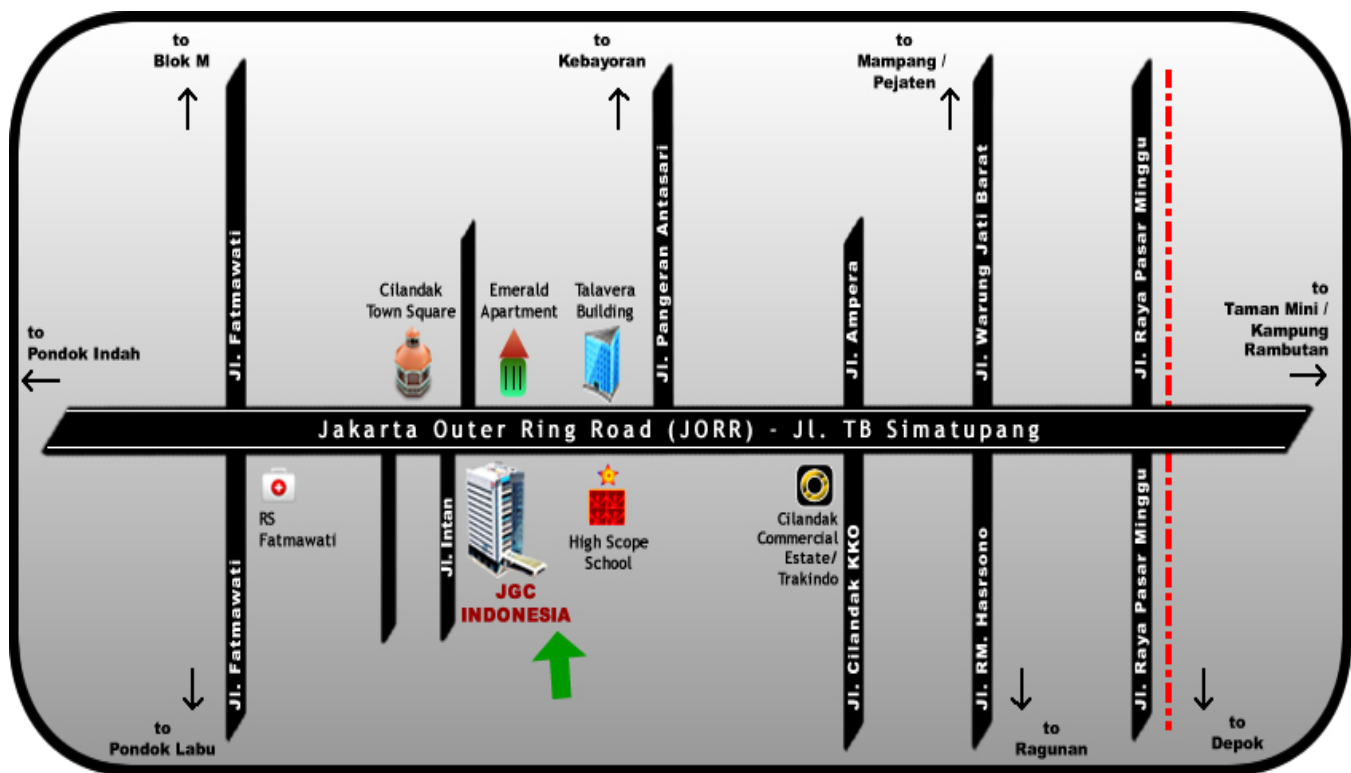 to
Blok M
to
Kebayoran
to
Mampang /
Pejaten
Jl. Fatmawati
Jl. Pangeran Antasari
Jl. Ampera
Jl. Warung Jati Barat
Jl. Raya Pasar Minggu
Cilandak
Town Square
Emerald
Apartment
Talavera
Building
to
Pondok Indah
to
Taman Mini /
Kampung
Rambutan
Jakarta Outer Ring Road (JORR) - Jl. TB Simatupang
RS
Fatmawati
Jl. Fatmawati
Jl. Intan
JGC
INDONESIA
High Scope
School
Cilandak
Commercial
Estate/
Trakindo
Jl. Cilandak KKO
Jl. RM. Hasrsono
Jl. Raya Pasar Minggu
to
Pondok Labu
to
Ragunan
to
Depok